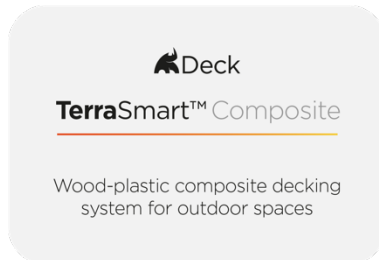 Deck
TerraSmart™ Composite
Wood-plastic composite decking
system for outdoor spaces